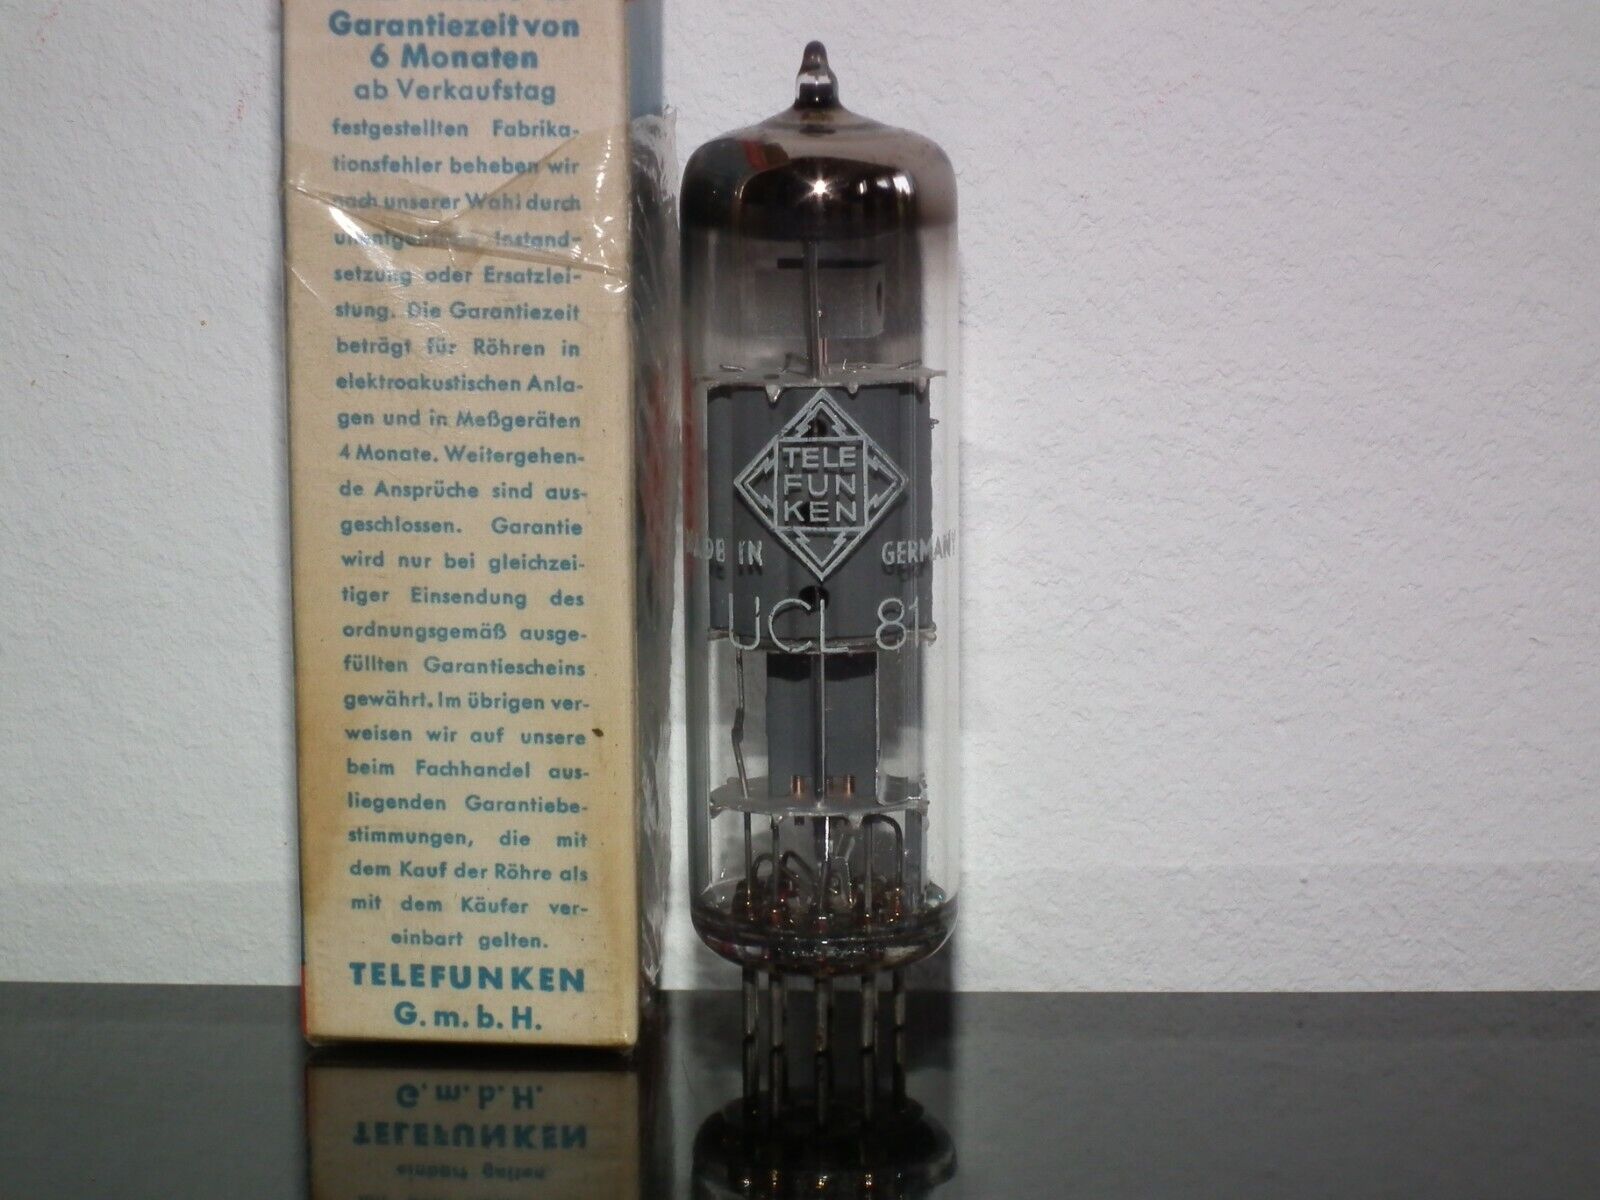 Garantiezeit von
6 Monaten
ab Verkaufstag
festgestellten Fabrika-
tionsfehler beheben wir
nach unserer Wahl durch
Instand-
setzung oder Ersatzlei-
stung. Die Garantiezeit
beträgt für Röhren in
elektroakustischen Anla-
gen und in Meßgeräten
4 Monate. Weitergehen-
de Ansprüche sind aus-
geschlossen. Garantie
wird nur bei gleichzei-
tiger Einsendung des
ordnungsgemäß ausge-
füllten Garantiescheins
gewährt. Im übrigen ver-
weisen wir auf unsere
beim Fachhandel aus-
liegenden Garantiebe-
stimmungen, die mit
dem Kauf der Röhre als
mit dem Käufer ver-
einbart gelten.
TELEFUNKEN
G.m.b.H.
TELE
FUN
KEN
MADE IN GERMANY
UCL 81